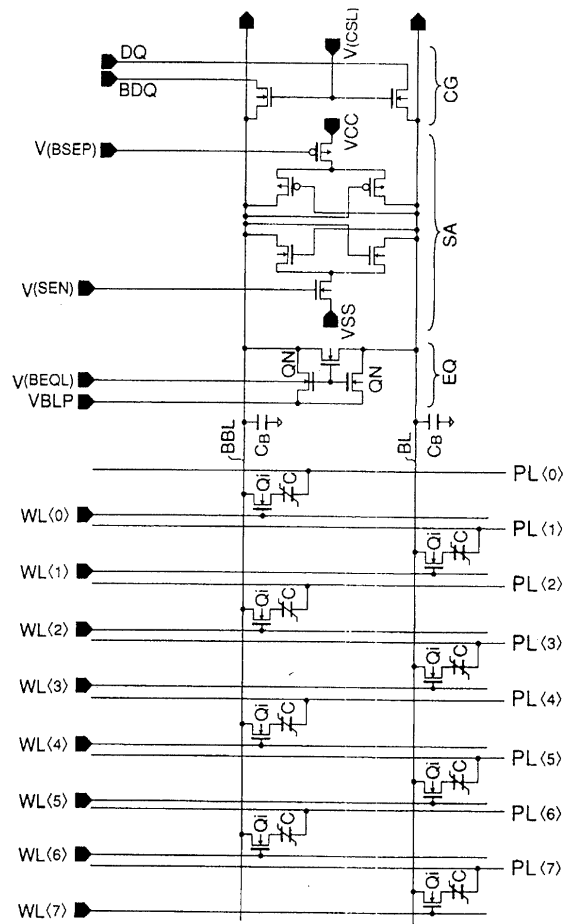 DQ
BDQ
V(CSL)
CG
V(BSEP)
VCC
SA
V(SEN)
VSS
QN
V(BEQL)
VBLP
QN
EQ
BBL
CB
BL
CB
PL⟨0⟩
WL⟨0⟩
Qi
C
PL⟨1⟩
WL⟨1⟩
Qi
C
PL⟨2⟩
WL⟨2⟩
Qi
C
PL⟨3⟩
WL⟨3⟩
Qi
C
PL⟨4⟩
WL⟨4⟩
Qi
C
PL⟨5⟩
WL⟨5⟩
Qi
C
PL⟨6⟩
WL⟨6⟩
Qi
C
PL⟨7⟩
WL⟨7⟩
Qi
C